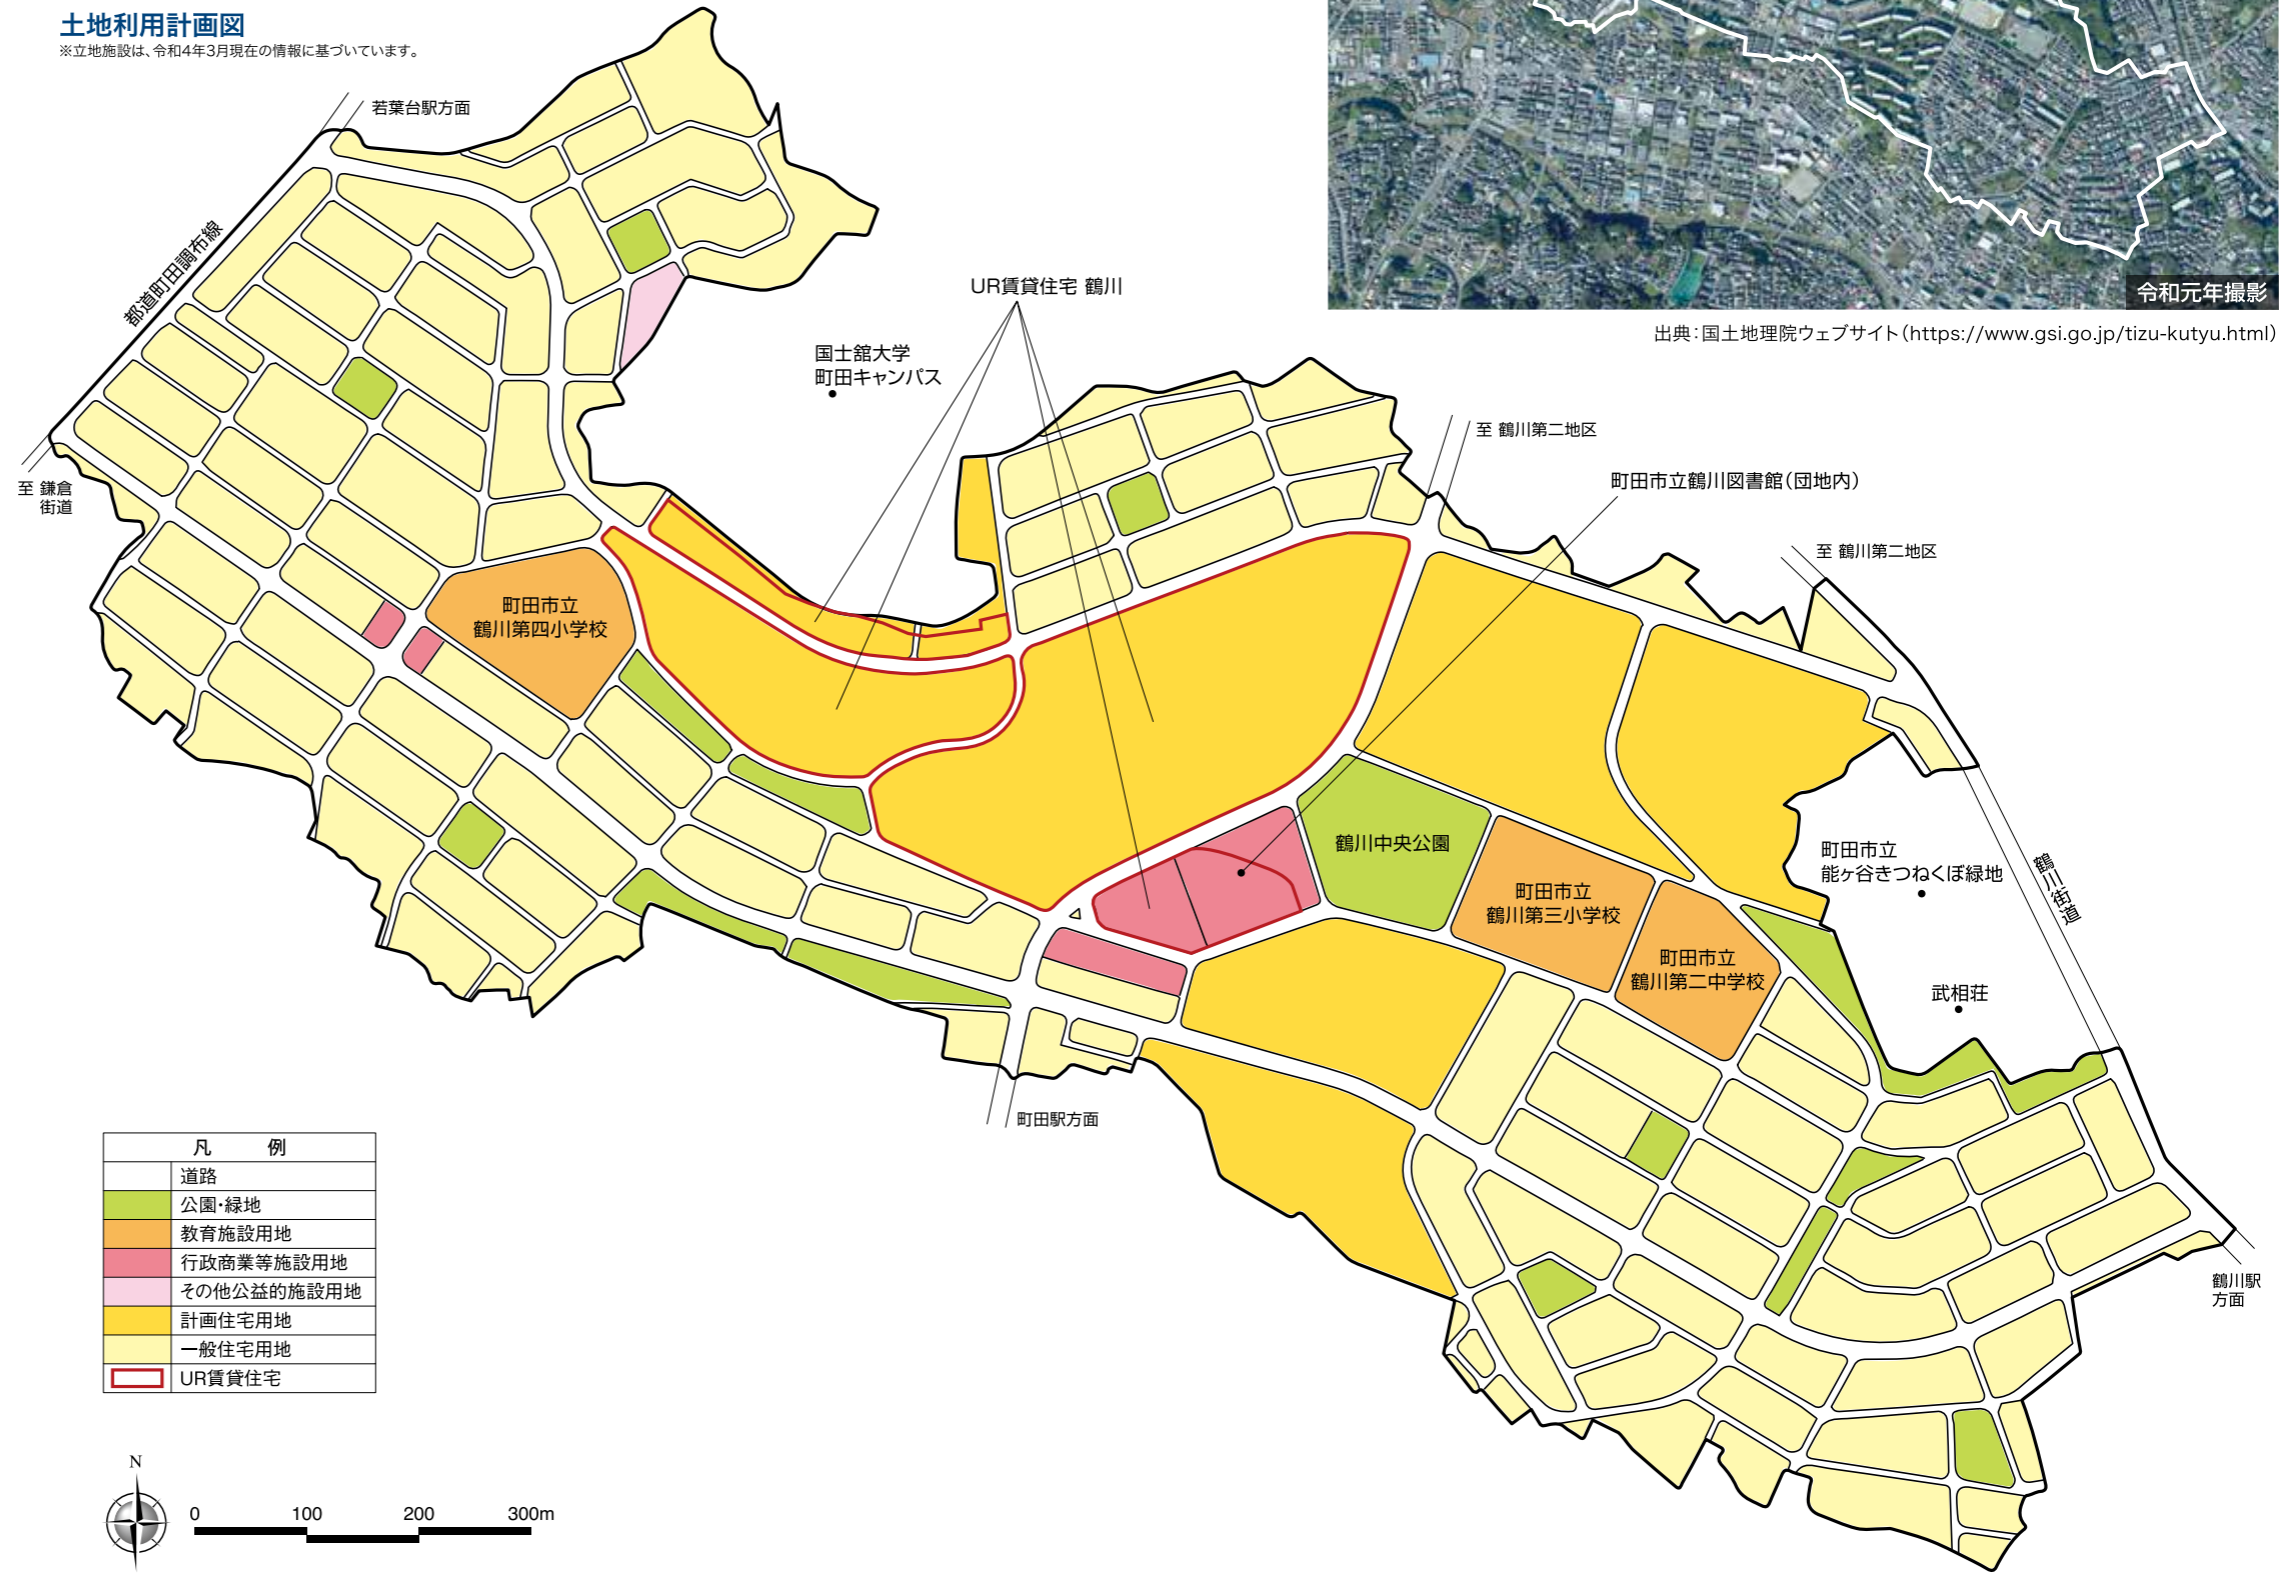 土地利用計画図
※立地施設は、令和4年3月現在の情報に基づいています。
若葉台駅方面
都道町田調布線
至 鎌倉
街道
UR賃貸住宅 鶴川
国士舘大学
町田キャンパス
令和元年撮影
出典：国土地理院ウェブサイト（https://www.gsi.go.jp/tizu-kutyu.html）
至 鶴川第二地区
町田市立鶴川図書館（団地内）
至 鶴川第二地区
町田市立
鶴川第四小学校
鶴川中央公園
町田市立
鶴川第三小学校
町田市立
鶴川第二中学校
町田市立
能ヶ谷きつねくぼ緑地
鶴川街道
武相荘
町田駅方面
鶴川駅
方面
凡 例
道路
公園・緑地
教育施設用地
行政商業等施設用地
その他公益的施設用地
計画住宅用地
一般住宅用地
UR賃貸住宅
N
0 100 200 300m